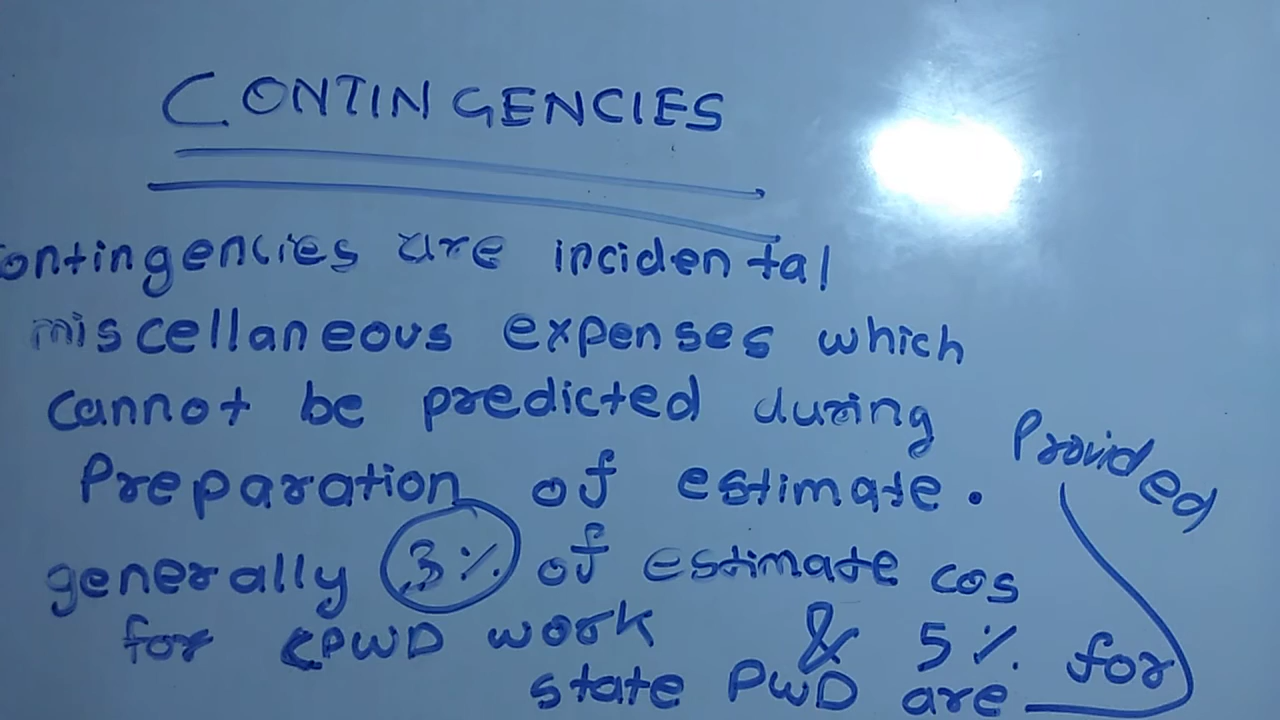 CONTINGENCIES
Contingencies are incidental
miscellaneous expenses which
cannot be predicted during
Preparation of estimate.
generally 3% of estimate cos
for CPWD work & 5% for
state PWD are
Provided